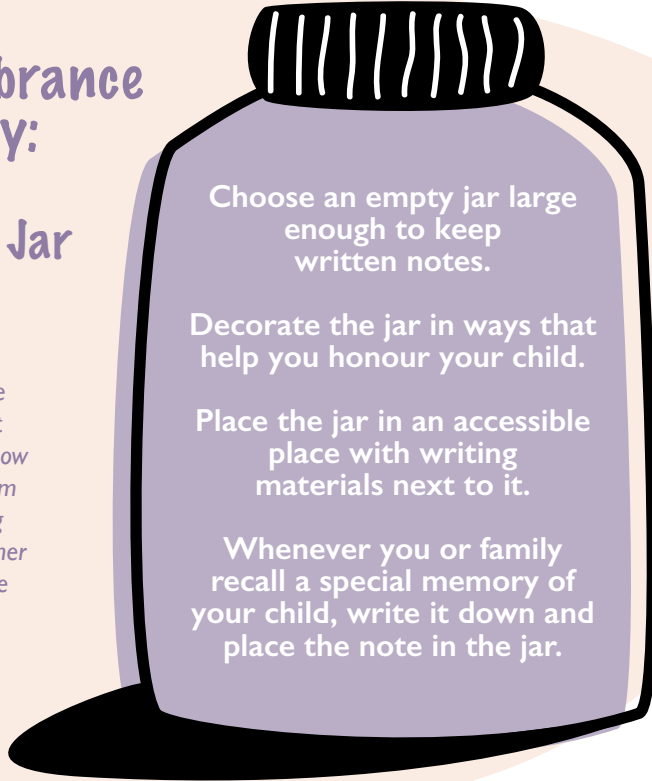 Jar
Choose an empty jar large
enough to keep
written notes.
Decorate the jar in ways that
help you honour your child.
Place the jar in an accessible
place with writing
materials next to it.
Whenever you or family
recall a special memory of
your child, write it down and
place the note in the jar.